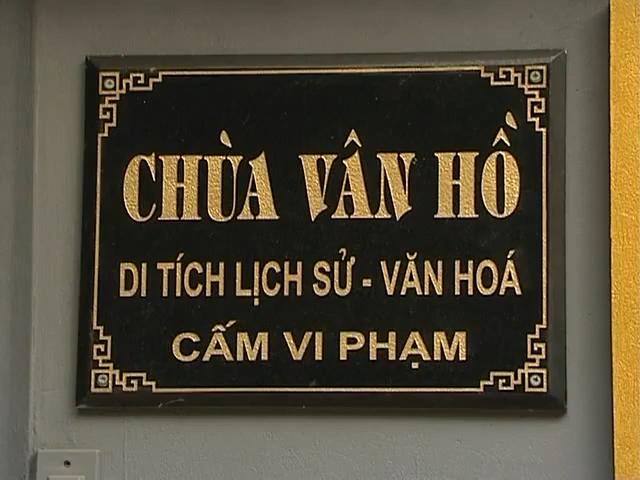 CHÙA VÂN HỒ
DI TÍCH LỊCH SỬ - VĂN HOÁ
CẤM VI PHẠM